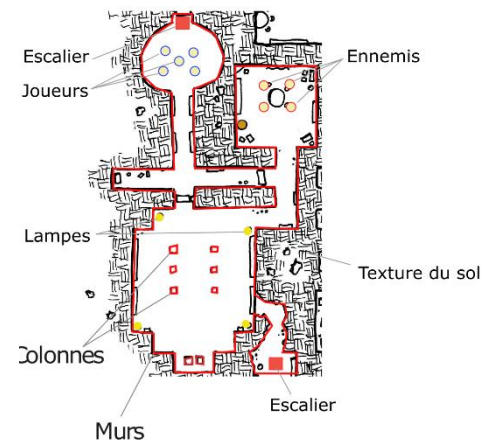 Escalier
Ennemis
Joueurs
Lampes
Texture du sol
Colonnes
Escalier
Murs